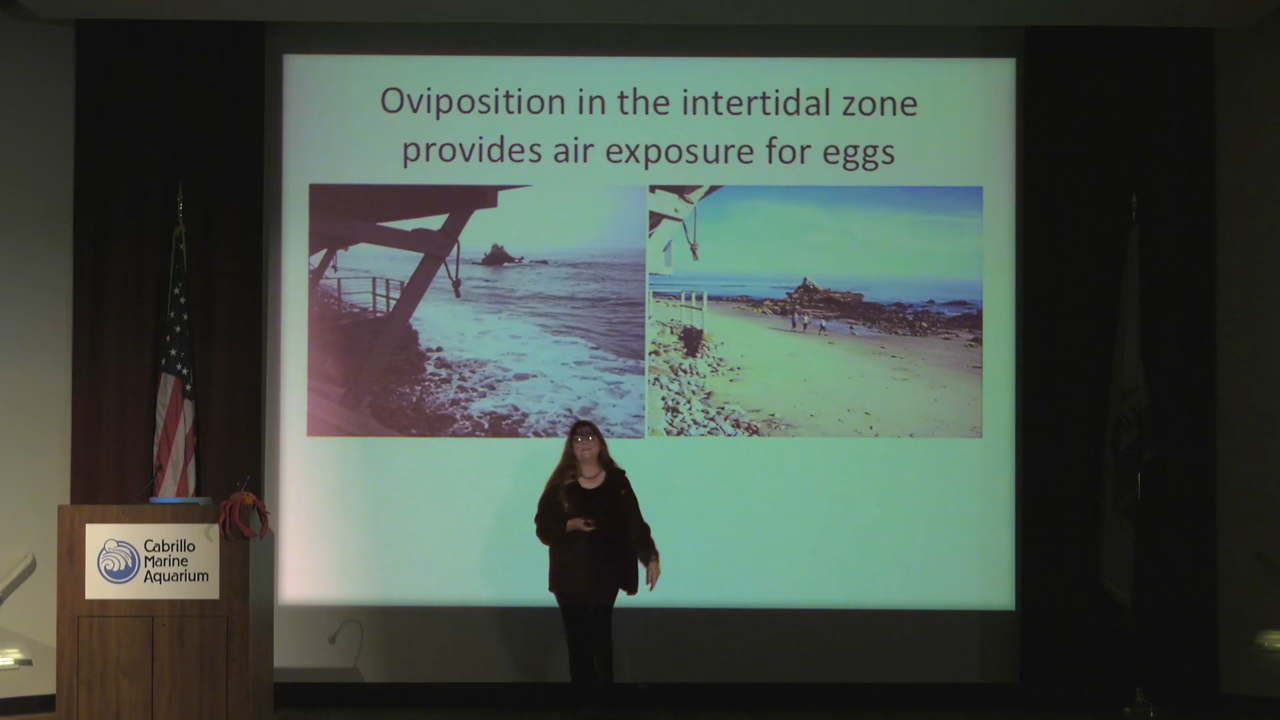 Oviposition in the intertidal zone
provides air exposure for eggs
Cabrillo
Marine
Aquarium